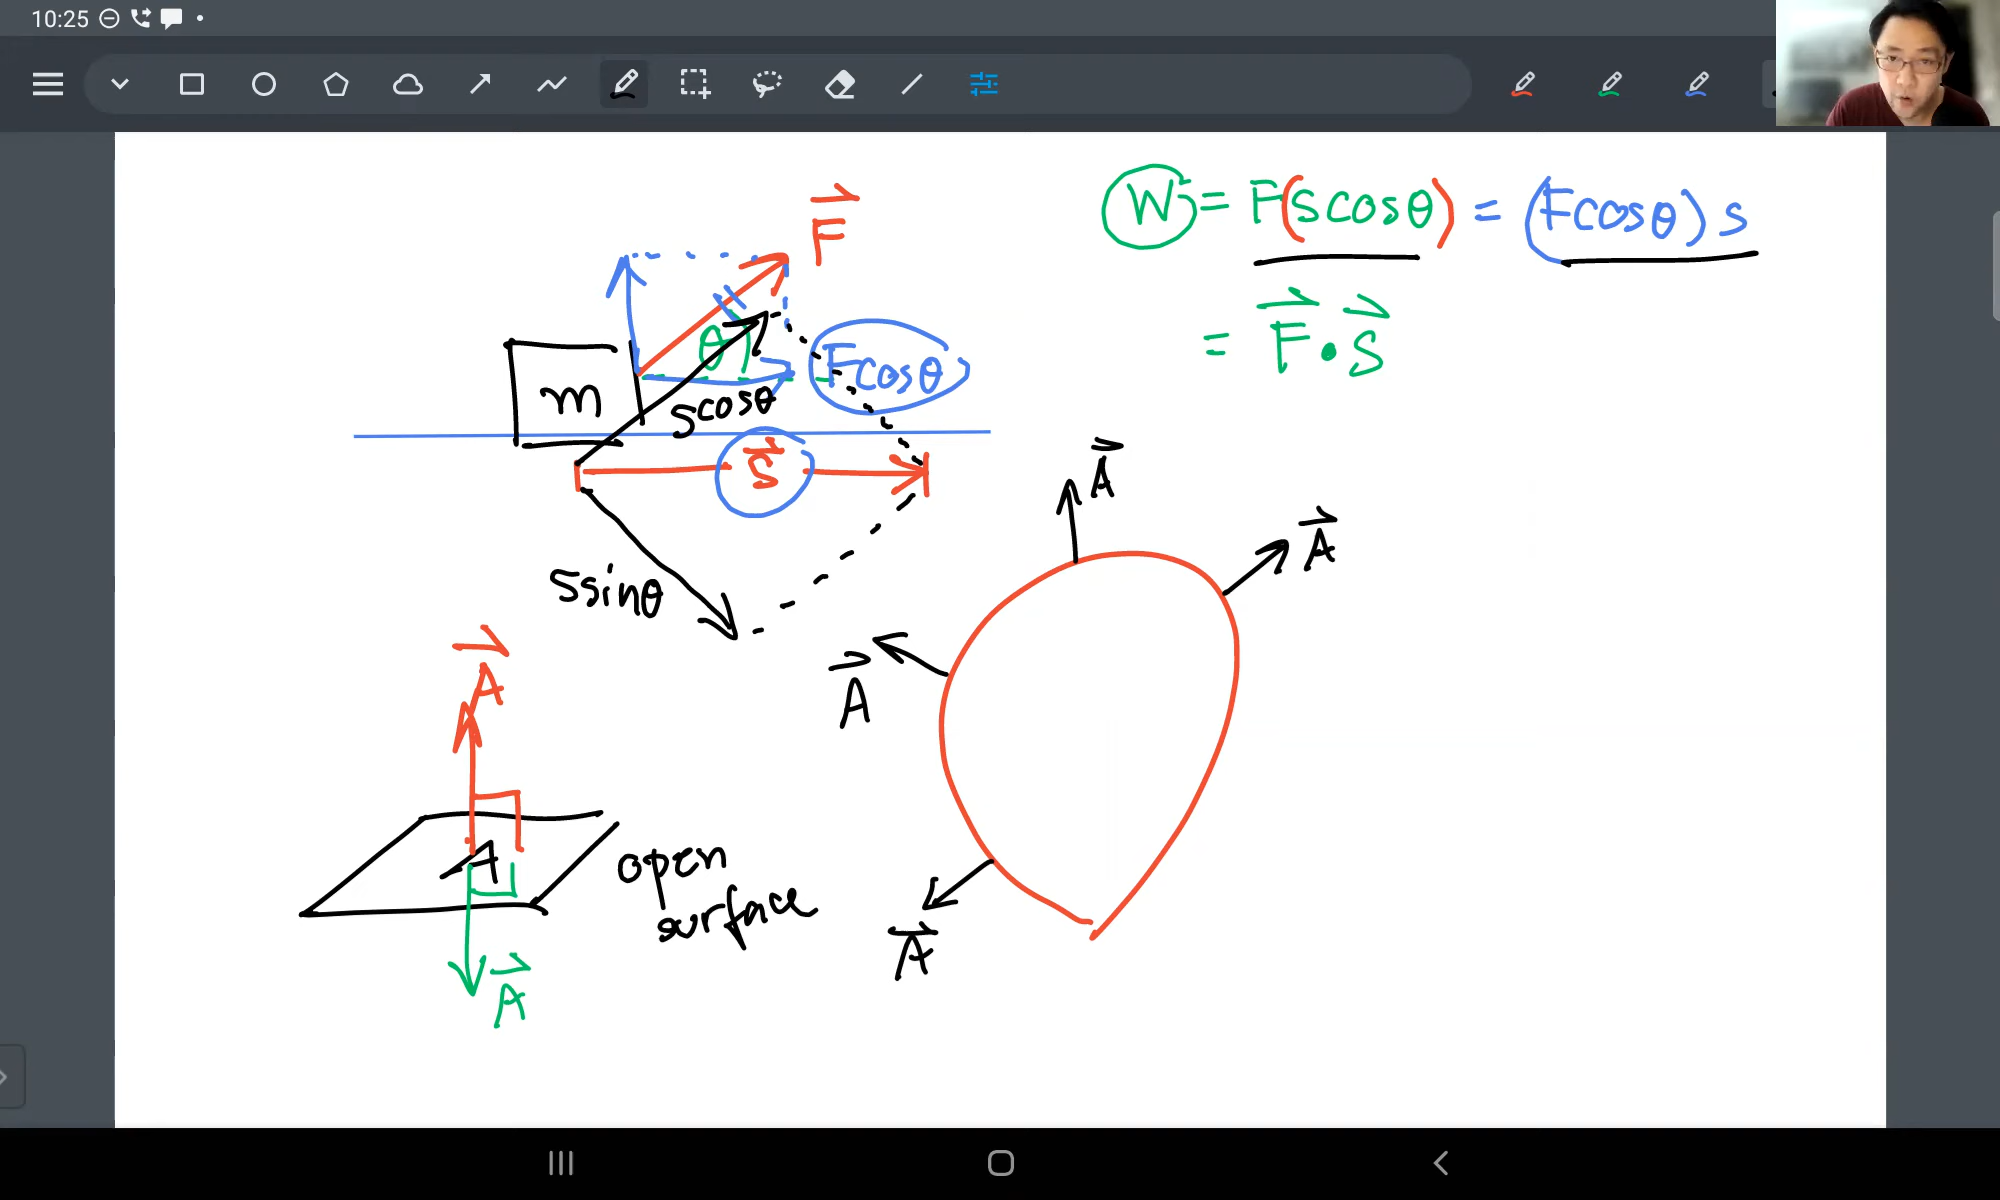 10:25
W = F(scosθ) = (Fcosθ) s
= F⃗ • s⃗
F⃗
θ
Fcosθ
m
scosθ
s⃗
ssinθ
A⃗
A⃗
A⃗
A⃗
A⃗
A
open
surface
A⃗